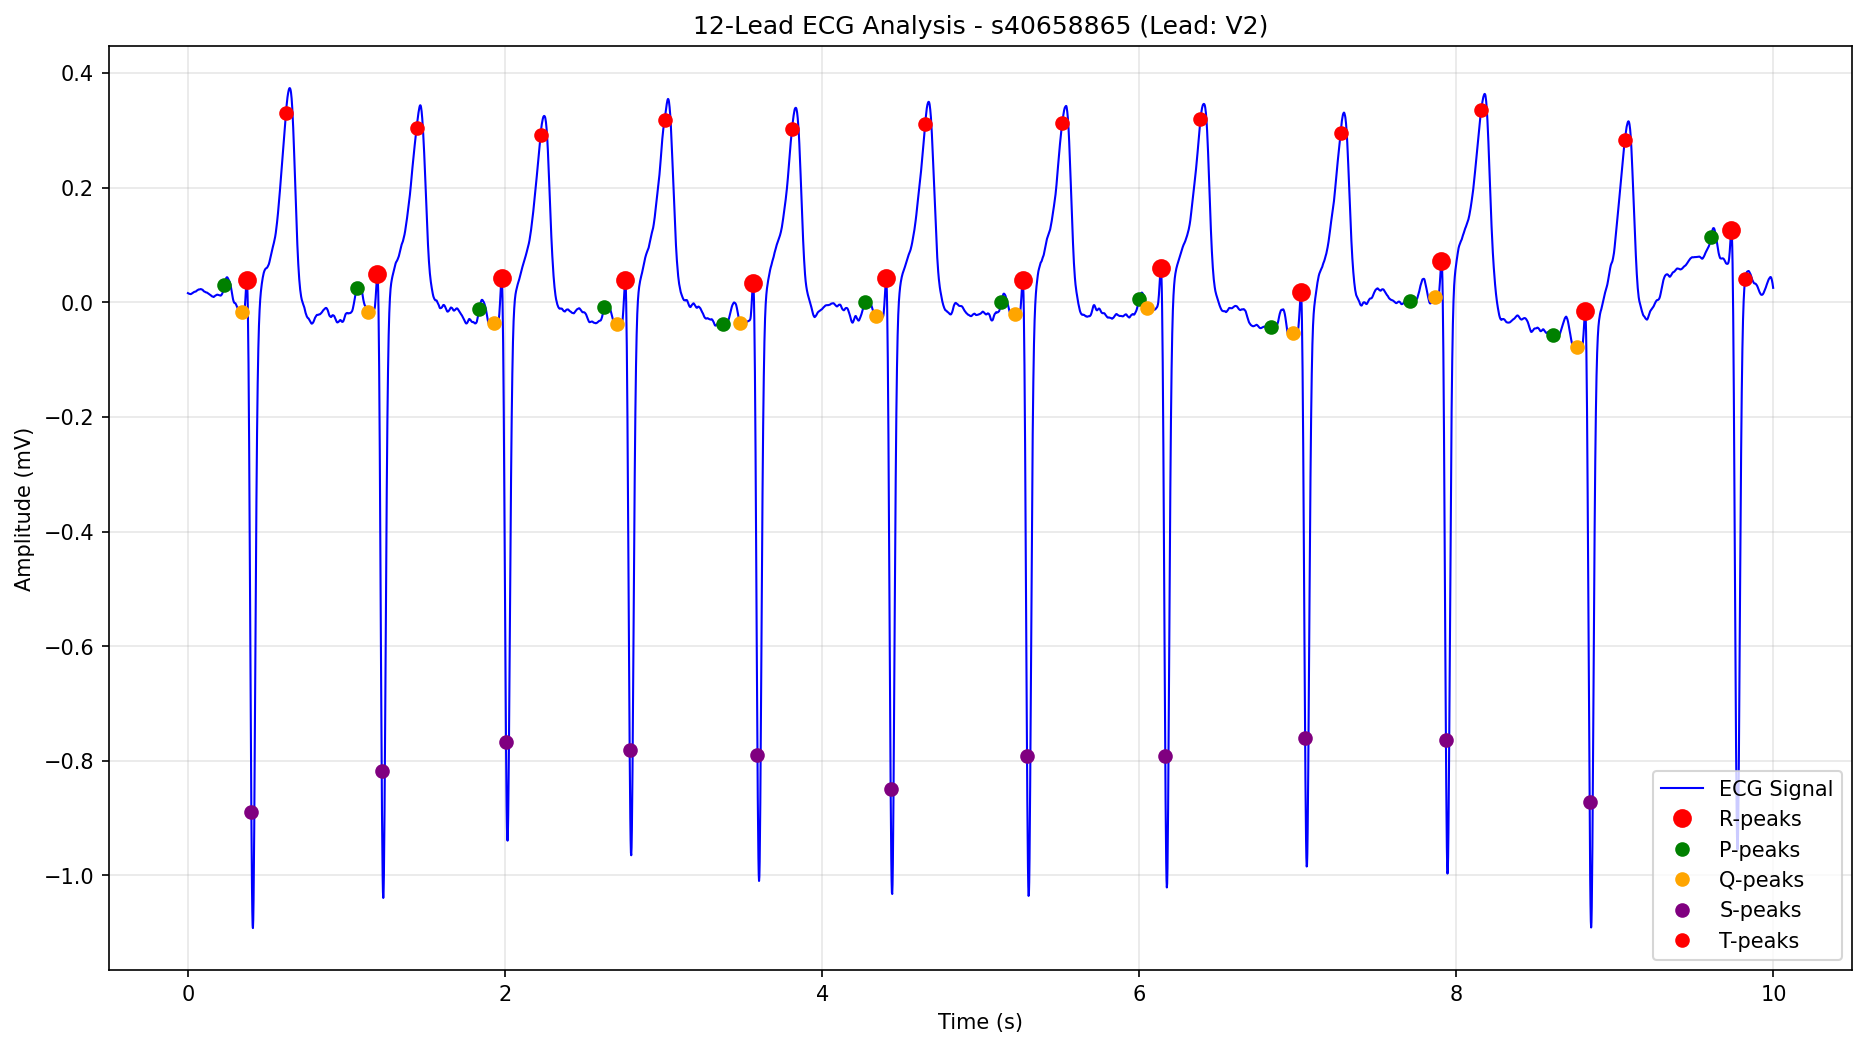 12-Lead ECG Analysis - s40658865 (Lead: V2)
Amplitude (mV)
0.4
0.2
0.0
−0.2
−0.4
−0.6
−0.8
−1.0
ECG Signal
R-peaks
P-peaks
Q-peaks
S-peaks
T-peaks
0 2 4 6 8 10
Time (s)